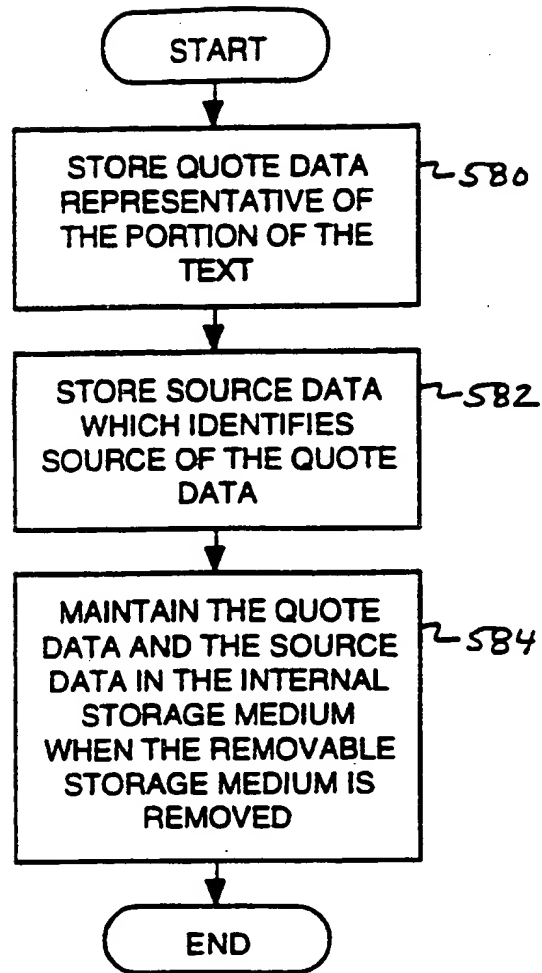 START
STORE QUOTE DATA
REPRESENTATIVE OF
THE PORTION OF THE
TEXT
580
STORE SOURCE DATA
WHICH IDENTIFIES
SOURCE OF THE QUOTE
DATA
582
MAINTAIN THE QUOTE
DATA AND THE SOURCE
DATA IN THE INTERNAL
STORAGE MEDIUM
WHEN THE REMOVABLE
STORAGE MEDIUM IS
REMOVED
584
END